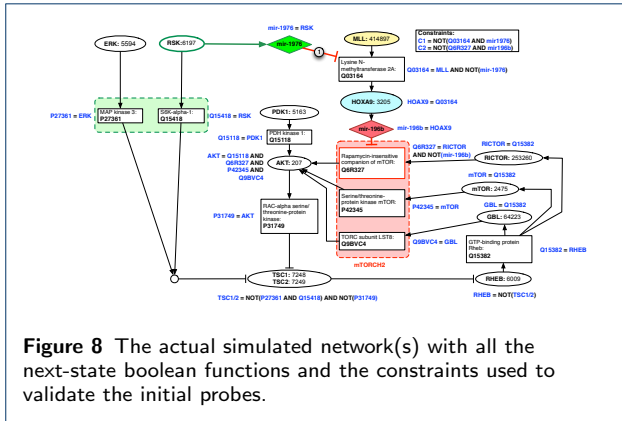 mir-1976 = RSK
ERK: 5594
RSK:6197
mir-1976
1
MLL: 414897
Constraints:
C1 = NOT(Q03164 AND mir1976)
C2 = NOT(Q6R327 AND mir196b)
Lysine N-
methyltransferase 2A:
Q03164
Q03164 = MLL AND NOT(mir-1976)
P27361 = ERK
MAP kinase 3:
P27361
S6K-alpha-1:
Q15418
Q15418 = RSK
PDK1: 5163
HOXA9: 3205
HOXA9 = Q03164
Q15118 = PDK1
PDH kinase 1:
Q15118
mir-196b
mir-196b = HOXA9
AKT = Q15118 AND
Q6R327 AND
P42345 AND
Q9BVC4
AKT: 207
Rapamycin-insensitive
companion of mTOR:
Q6R327
Q6R327 = RICTOR
AND NOT(mir-196b)
RICTOR = Q15382
RICTOR: 253260
mTOR = Q15382
mTOR: 2475
P31749 = AKT
RAC-alpha serine/
threonine-protein
kinase:
P31749
Serine/threonine-
protein kinase mTOR:
P42345
P42345 = mTOR
GBL = Q15382
GBL: 64223
TORC subunit LST8:
Q9BVC4
Q9BVC4 = GBL
GTP-binding protein
Rheb:
Q15382
Q15382 = RHEB
mTORCH2
TSC1: 7248
TSC2: 7249
RHEB: 6009
TSC1/2 = NOT(P27361 AND Q15418) AND NOT(P31749)
RHEB = NOT(TSC1/2)
Figure 8 The actual simulated network(s) with all the
next-state boolean functions and the constraints used to
validate the initial probes.